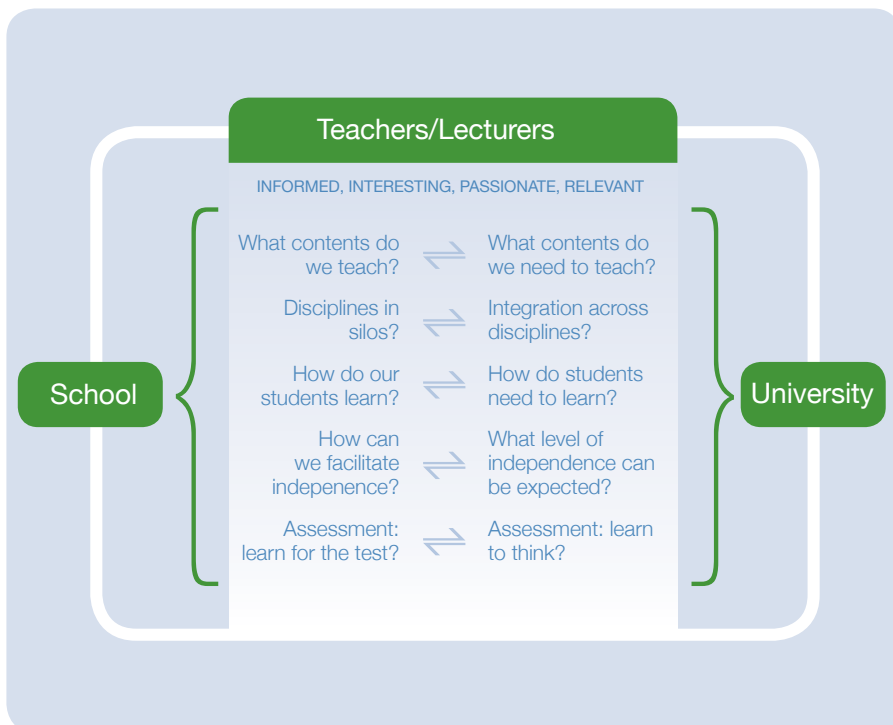 Teachers/Lecturers
INFORMED, INTERESTING, PASSIONATE, RELEVANT
What contents do
we teach?
What contents do
we need to teach?
Disciplines in
silos?
Integration across
disciplines?
School
How do our
students learn?
How do students
need to learn?
University
How can
we facilitate
indepenence?
What level of
independence can
be expected?
Assessment:
learn for the test?
Assessment: learn
to think?